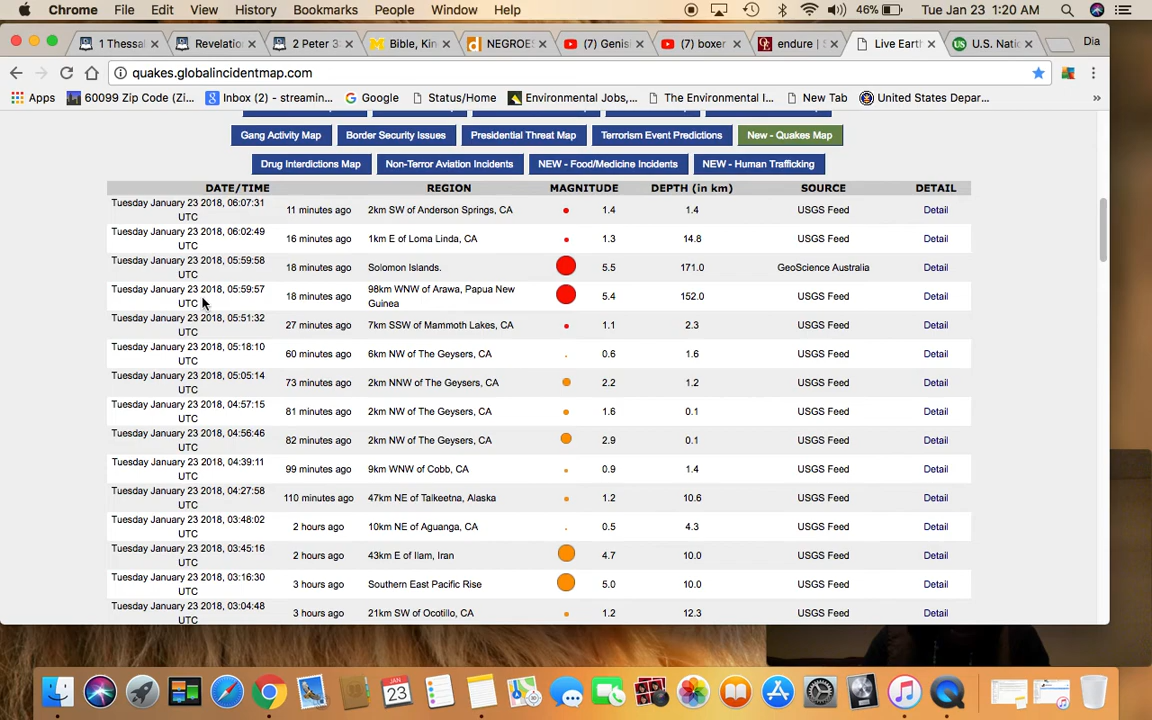 Chrome File Edit View History Bookmarks People Window Help 46% Tue Jan 23 1:20 AM
1 Thessal Revelation 2 Peter 3: Bible, Kin NEGROES (7) Genis (7) boxer endure | Sc Live Earth U.S. Nati Dia
quakes.globalincidentmap.com
Apps 60099 Zip Code (Zi... Inbox (2) - streamin... Google Status/Home Environmental Jobs,... The Environmental I... New Tab United States Depar... »
Gang Activity Map Border Security Issues Presidential Threat Map Terrorism Event Predictions New - Quakes Map
Drug Interdictions Map Non-Terror Aviation Incidents NEW - Food/Medicine Incidents NEW - Human Trafficking
DATE/TIME REGION MAGNITUDE DEPTH (in km) SOURCE DETAIL
Tuesday January 23 2018, 06:07:31
UTC 11 minutes ago 2km SW of Anderson Springs, CA 1.4 1.4 USGS Feed Detail
Tuesday January 23 2018, 06:02:49
UTC 16 minutes ago 1km E of Loma Linda, CA 1.3 14.8 USGS Feed Detail
Tuesday January 23 2018, 05:59:58
UTC 18 minutes ago Solomon Islands. 5.5 171.0 GeoScience Australia Detail
Tuesday January 23 2018, 05:59:57 98km WNW of Arawa, Papua New
UTC 18 minutes ago Guinea 5.4 152.0 USGS Feed Detail
Tuesday January 23 2018, 05:51:32
UTC 27 minutes ago 7km SSW of Mammoth Lakes, CA 1.1 2.3 USGS Feed Detail
Tuesday January 23 2018, 05:18:10
UTC 60 minutes ago 6km NW of The Geysers, CA 0.6 1.6 USGS Feed Detail
Tuesday January 23 2018, 05:05:14
UTC 73 minutes ago 2km NNW of The Geysers, CA 2.2 1.2 USGS Feed Detail
Tuesday January 23 2018, 04:57:15
UTC 81 minutes ago 2km NW of The Geysers, CA 1.6 0.1 USGS Feed Detail
Tuesday January 23 2018, 04:56:46
UTC 82 minutes ago 2km NW of The Geysers, CA 2.9 0.1 USGS Feed Detail
Tuesday January 23 2018, 04:39:11
UTC 99 minutes ago 9km WNW of Cobb, CA 0.9 1.4 USGS Feed Detail
Tuesday January 23 2018, 04:27:58
UTC 110 minutes ago 47km NE of Talkeetna, Alaska 1.2 10.6 USGS Feed Detail
Tuesday January 23 2018, 03:48:02
UTC 2 hours ago 10km NE of Aguanga, CA 0.5 4.3 USGS Feed Detail
Tuesday January 23 2018, 03:45:16
UTC 2 hours ago 43km E of Ilam, Iran 4.7 10.0 USGS Feed Detail
Tuesday January 23 2018, 03:16:30
UTC 3 hours ago Southern East Pacific Rise 5.0 10.0 USGS Feed Detail
Tuesday January 23 2018, 03:04:48
3 hours ago 21km SW of Ocotillo, CA 1.2 12.3 USGS Feed Detail
JAN
23